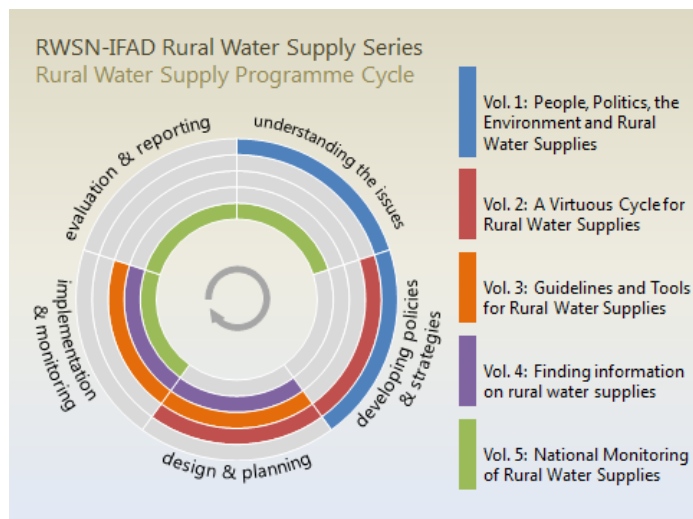 RWSN-IFAD Rural Water Supply Series
Rural Water Supply Programme Cycle
evaluation & reporting
understanding the issues
developing policies
& strategies
design & planning
implementation
& monitoring
Vol. 1: People, Politics, the
Environment and Rural
Water Supplies
Vol. 2: A Virtuous Cycle for
Rural Water Supplies
Vol. 3: Guidelines and Tools
for Rural Water Supplies
Vol. 4: Finding information
on rural water supplies
Vol. 5: National Monitoring
of Rural Water Supplies